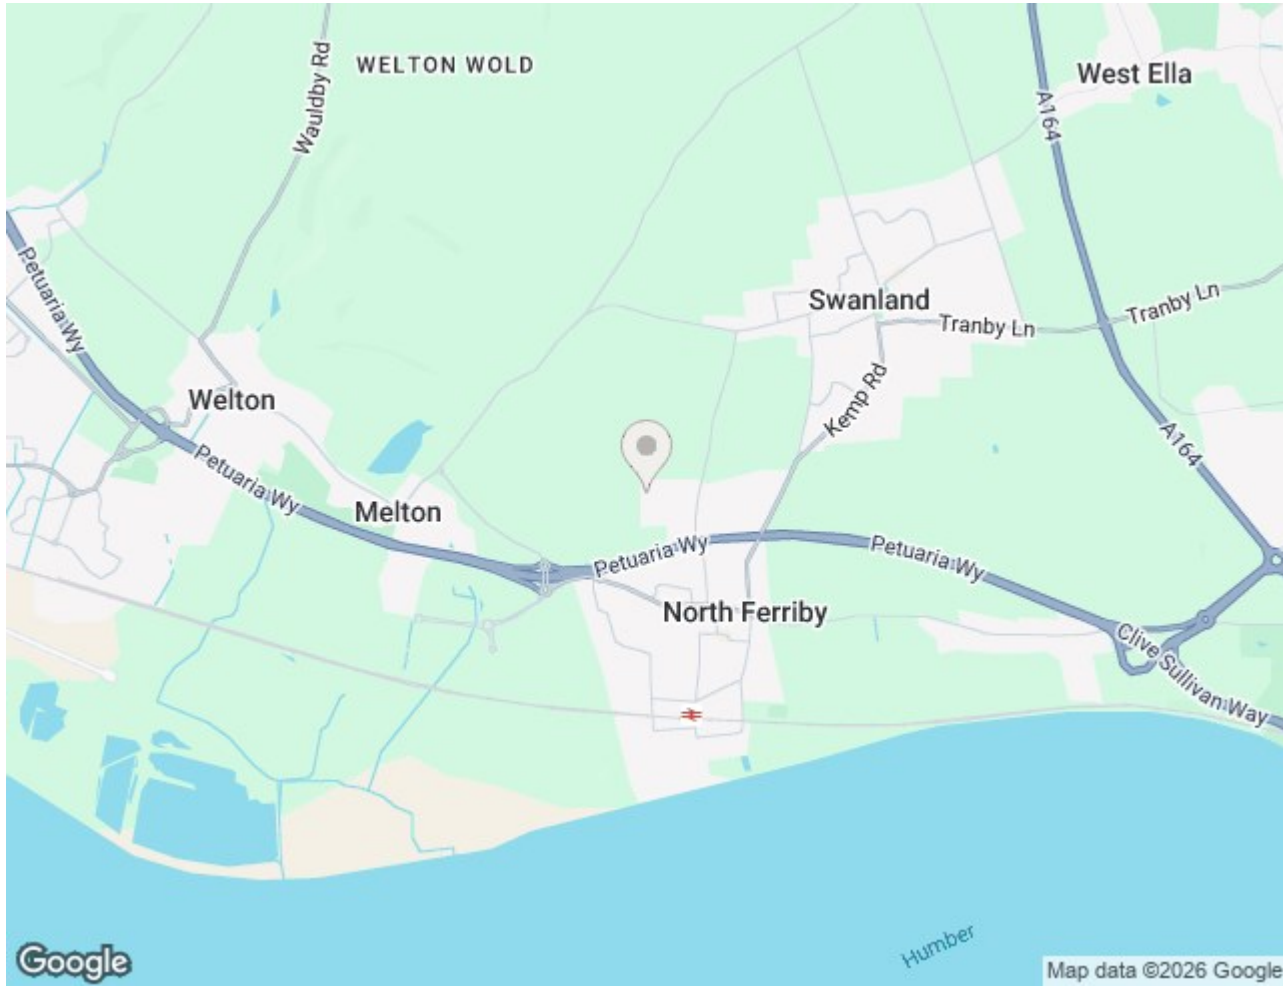 WELTON WOLD
Wauldby Rd
West Ella
A164
Petuaria Wy
Swanland
Tranby Ln
Tranby Ln
Welton
Kemp Rd
A164
Petuaria Wy
Melton
Petuaria Wy
Petuaria Wy
North Ferriby
Clive Sullivan Way
Humber
Google
Map data ©2026 Google